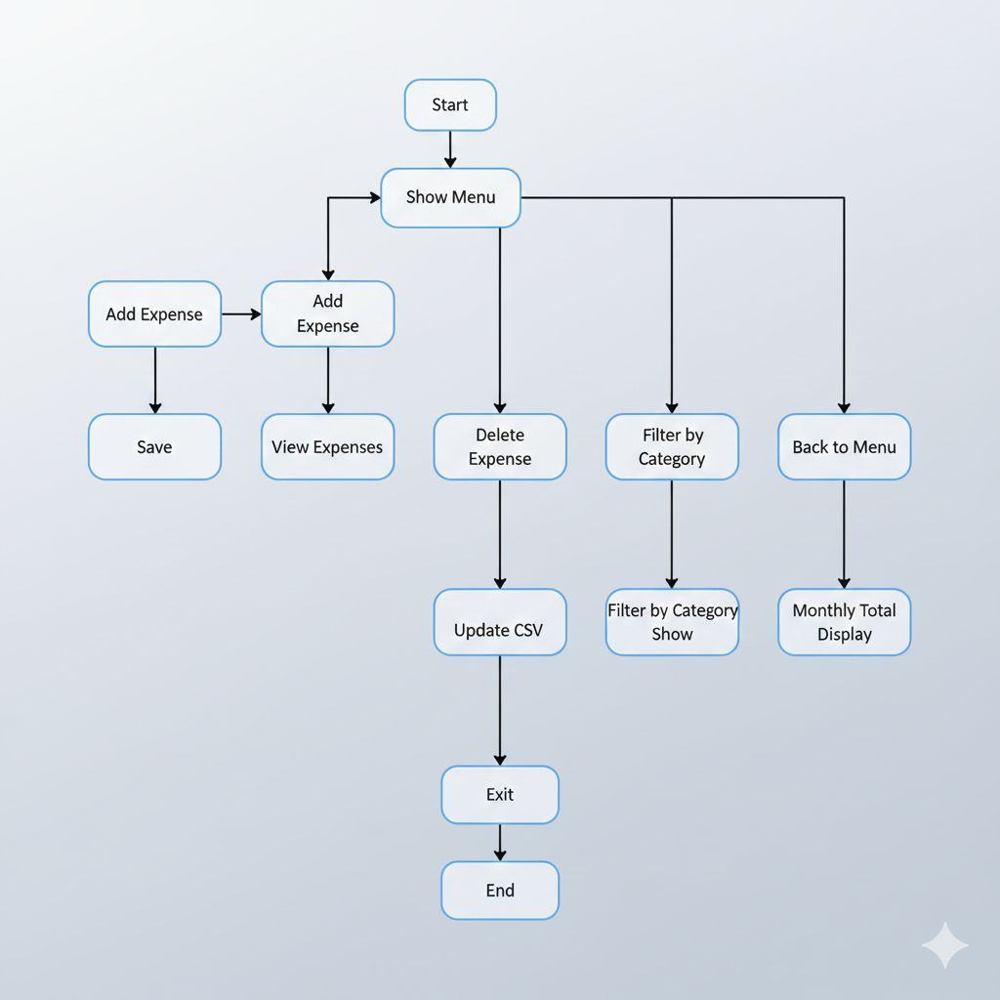 Start
Show Menu
Add Expense
Add
Expense
Save
View Expenses
Delete
Expense
Filter by
Category
Back to Menu
Update CSV
Filter by Category
Show
Monthly Total
Display
Exit
End